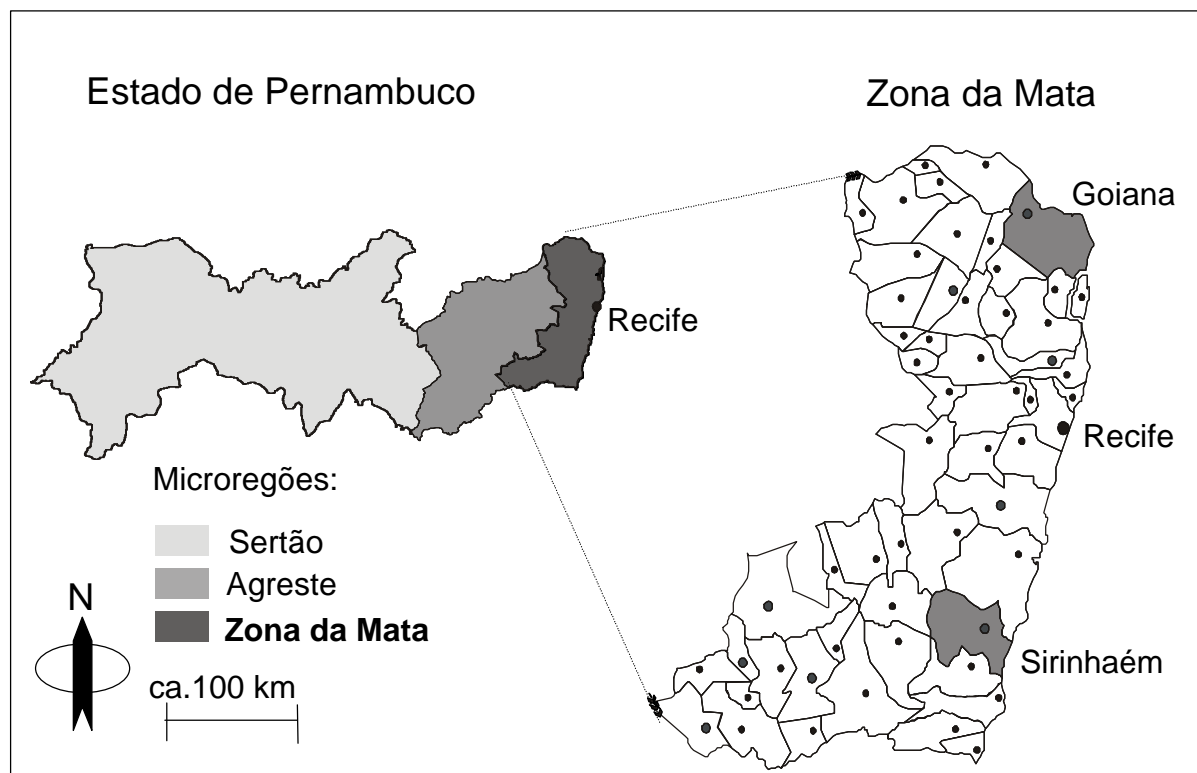 Estado de Pernambuco
Zona da Mata
Goiana
Recife
Recife
Sirinhaém
Microregões:
Sertão
Agreste
Zona da Mata
N
ca.100 km